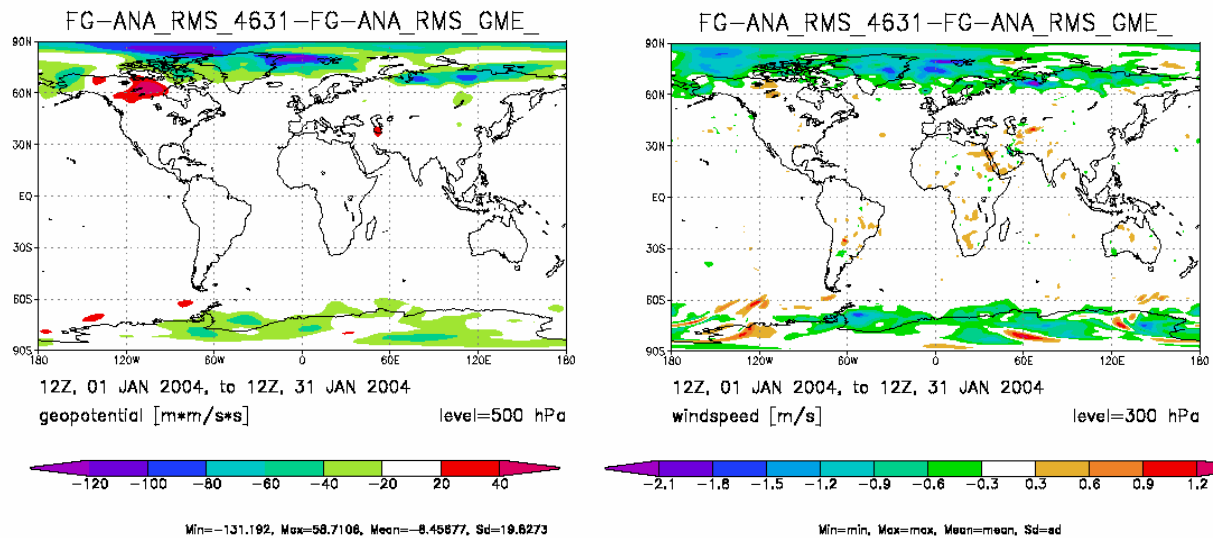 FG-ANA_RMS_4631-FG-ANA_RMS_GME_
90N
60N
30N
EQ
30S
60S
90S
180 120W 60W 0 60E 120E 180
12Z, 01 JAN 2004, to 12Z, 31 JAN 2004
geopotential [m*m/s*s] level=500 hPa
-120 -100 -80 -60 -40 -20 20 40
Min=-131.192, Max=58.7106, Mean=-8.45677, Sd=19.8273
FG-ANA_RMS_4631-FG-ANA_RMS_GME_
90N
60N
30N
EQ
30S
60S
90S
180 120W 60W 0 60E 120E 180
12Z, 01 JAN 2004, to 12Z, 31 JAN 2004
windspeed [m/s] level=300 hPa
-2.1 -1.8 -1.5 -1.2 -0.9 -0.6 -0.3 0.3 0.6 0.9 1.2
Min=min, Max=max, Mean=mean, Sd=sd